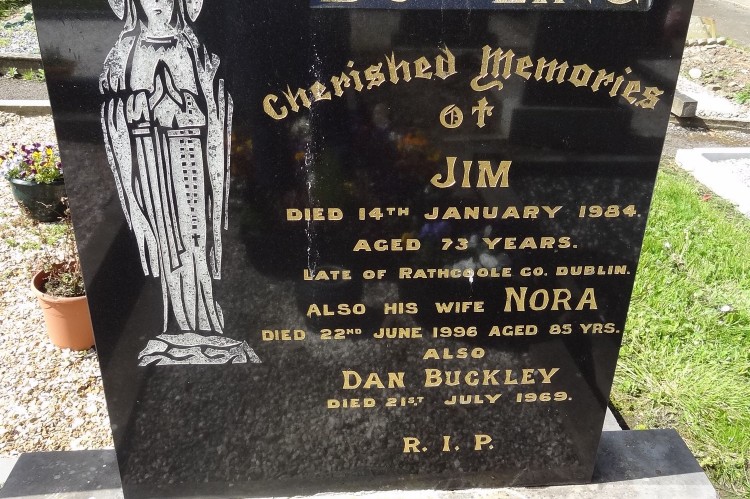 Cherished Memories
Of
JIM
DIED 14TH JANUARY 1984.
AGED 73 YEARS.
LATE OF RATHCOOLE CO. DUBLIN.
ALSO HIS WIFE NORA
DIED 22ND JUNE 1996 AGED 85 YRS.
ALSO
DAN BUCKLEY
DIED 21ST JULY 1969.
R.I.P.